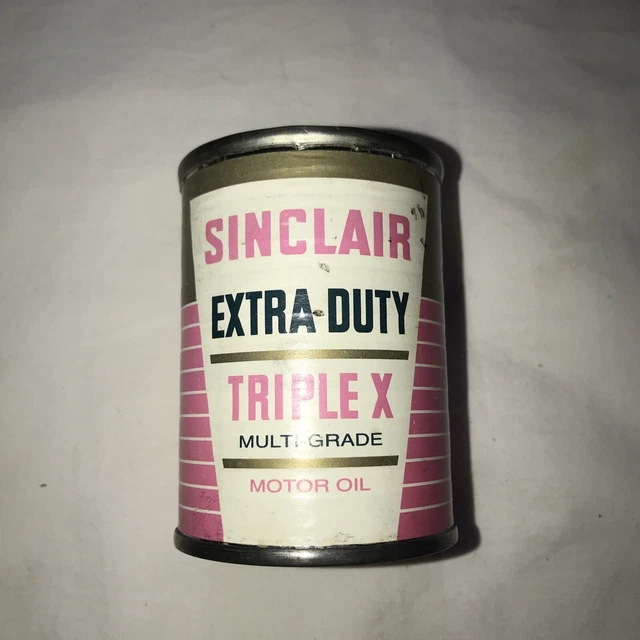 SINCLAIR
EXTRA DUTY
TRIPLE X
MULTI-GRADE
MOTOR OIL